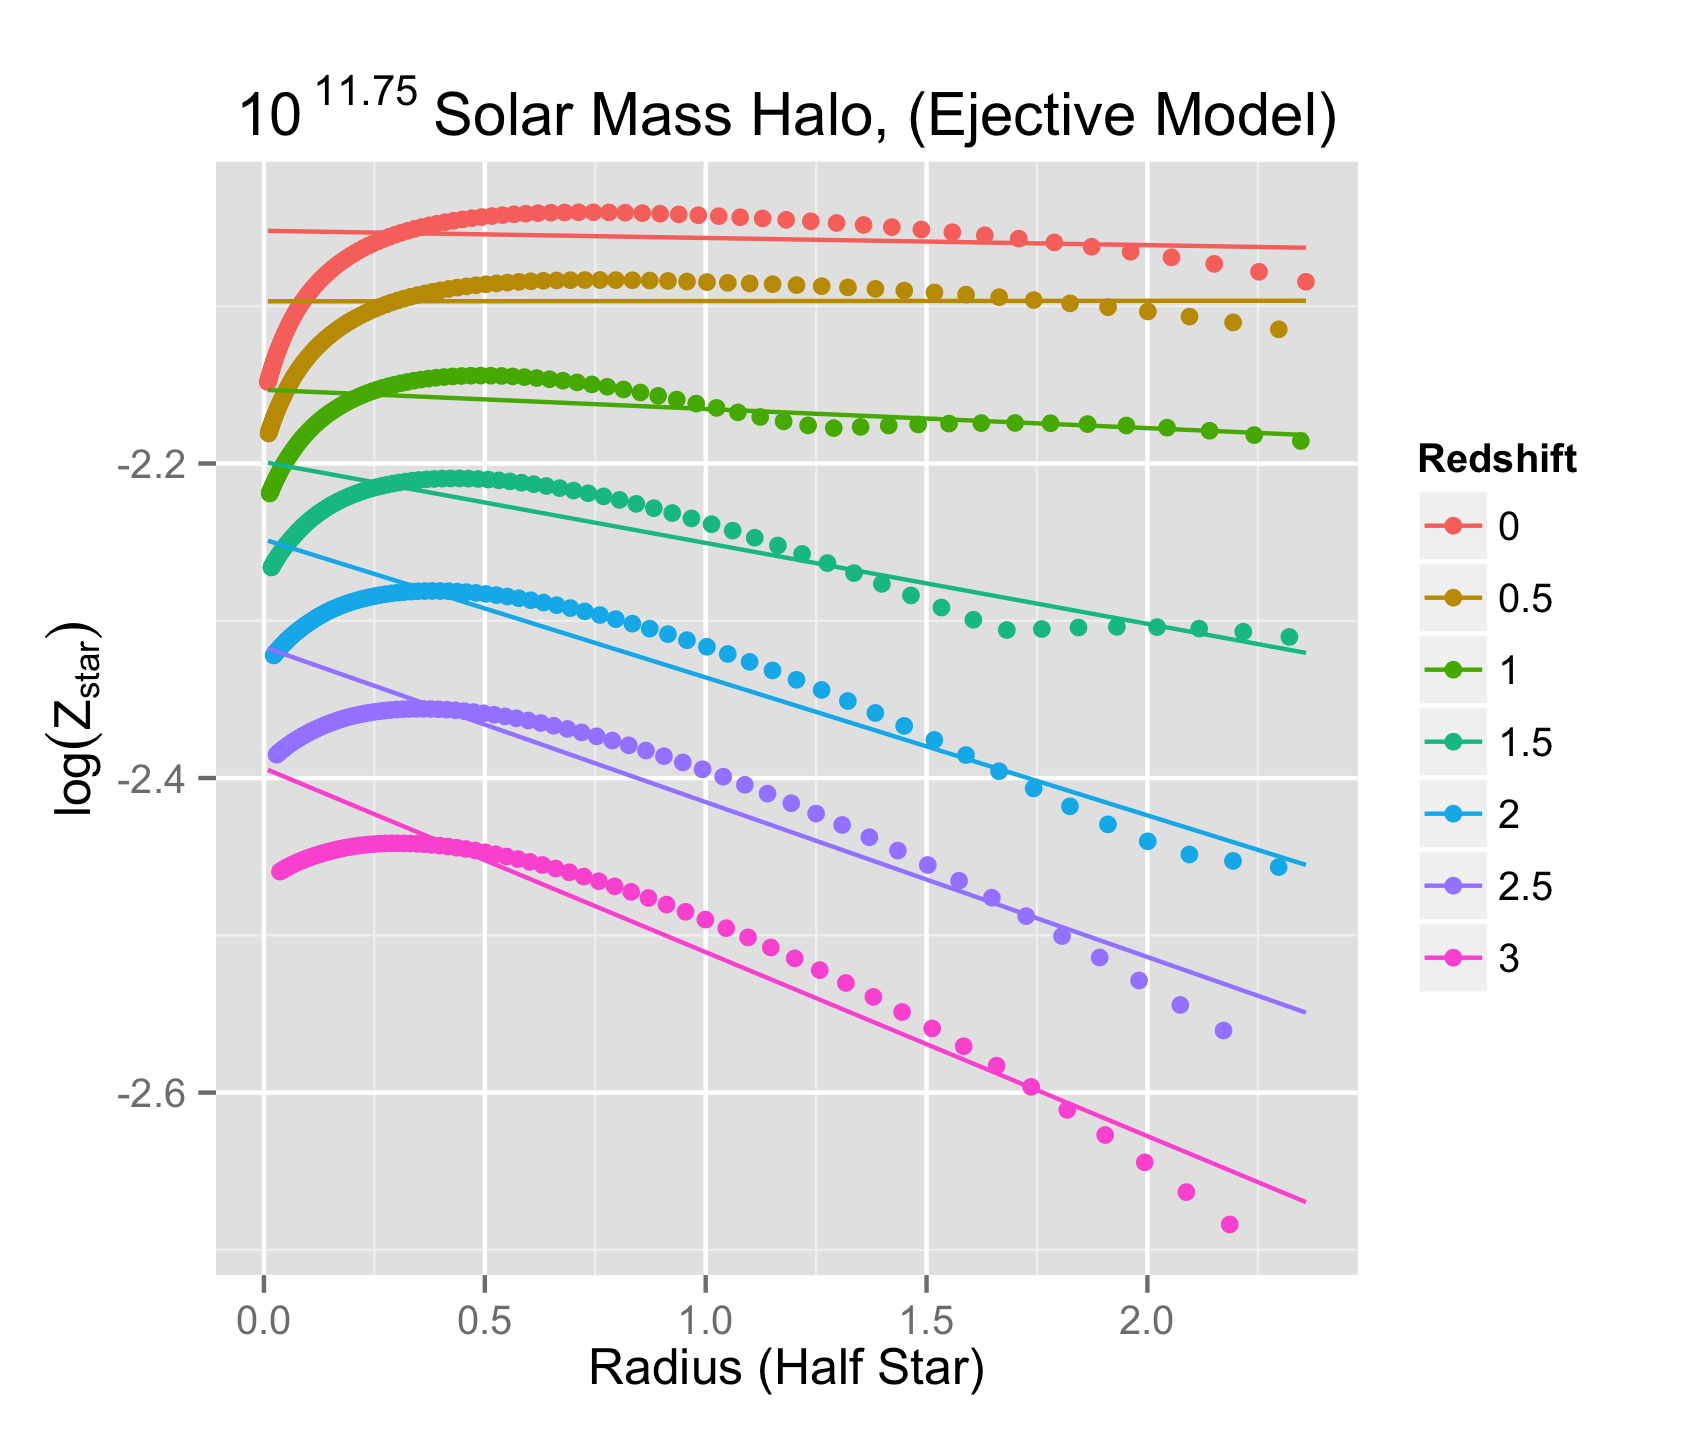 10^11.75 Solar Mass Halo, (Ejective Model)
log(Z_star)
-2.2
-2.4
-2.6
0.0 0.5 1.0 1.5 2.0
Radius (Half Star)
Redshift
0
0.5
1
1.5
2
2.5
3